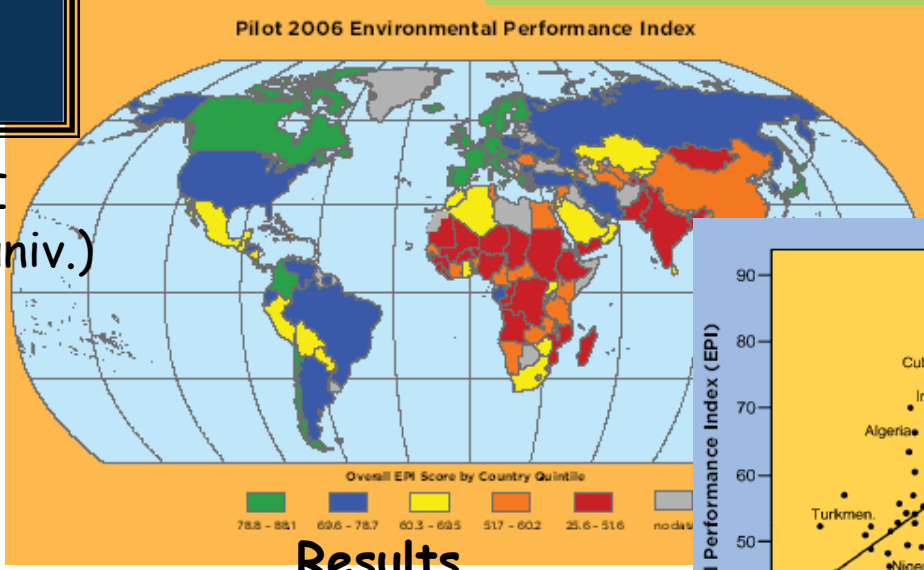 Pilot 2006 Environmental Performance Index
niv.)
Overall EPI Score by Country Quintile
78.8 – 88.1
69.6 – 78.7
60.3 – 69.5
51.7 – 60.2
25.6 – 51.6
no data
Results
Performance Index (EPI)
90
80
70
60
50
Algeria
Turkmen.